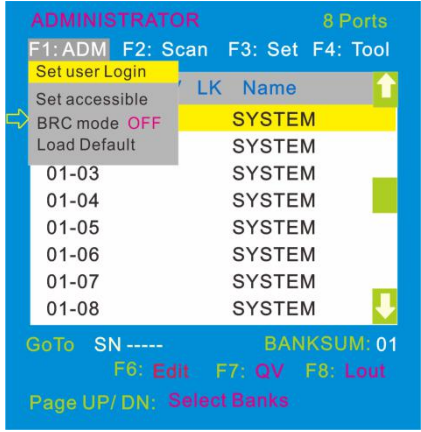 ADMINISTRATOR 8 Ports
F1: ADM F2: Scan F3: Set F4: Tool
Set user Login
LK Name
Set accessible
BRC mode OFF SYSTEM
Load Default SYSTEM
01-03 SYSTEM
01-04 SYSTEM
01-05 SYSTEM
01-06 SYSTEM
01-07 SYSTEM
01-08 SYSTEM
GoTo SN ----- BANKSUM: 01
F6: Edit F7: QV F8: Lout
Page UP/ DN: Select Banks